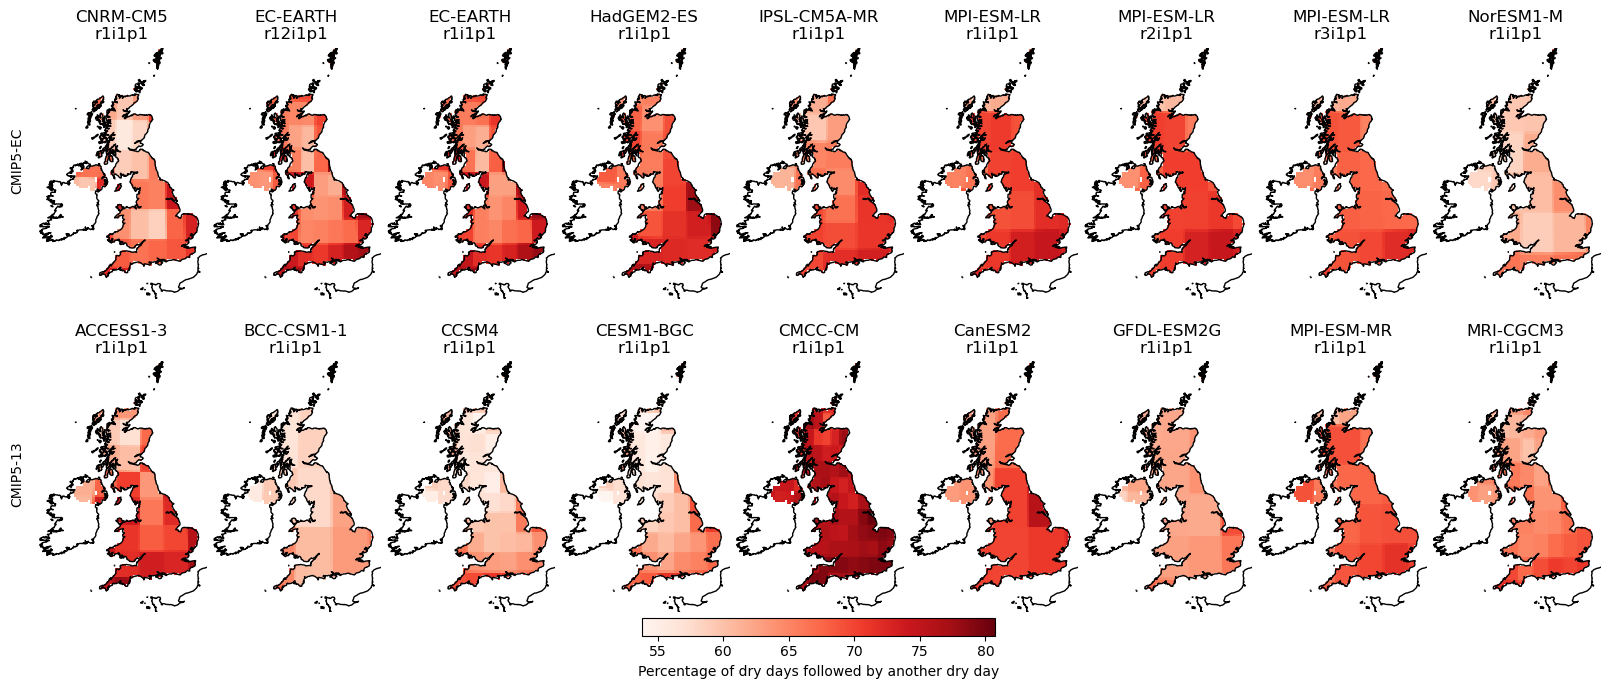 CNRM-CM5 EC-EARTH EC-EARTH HadGEM2-ES IPSL-CM5A-MR MPI-ESM-LR MPI-ESM-LR MPI-ESM-LR NorESM1-M
r1i1p1 r12i1p1 r1i1p1 r1i1p1 r1i1p1 r1i1p1 r2i1p1 r3i1p1 r1i1p1
CMIP5-EC
ACCESS1-3 BCC-CSM1-1 CCSM4 CESM1-BGC CMCC-CM CanESM2 GFDL-ESM2G MPI-ESM-MR MRI-CGCM3
r1i1p1 r1i1p1 r1i1p1 r1i1p1 r1i1p1 r1i1p1 r1i1p1 r1i1p1 r1i1p1
CMIP5-13
55 60 65 70 75 80
Percentage of dry days followed by another dry day